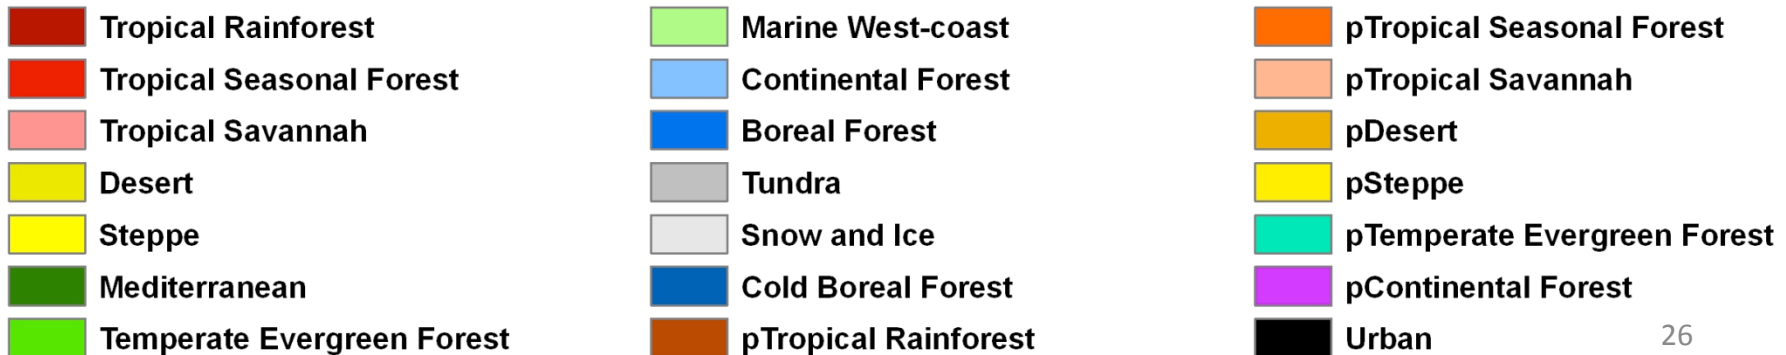 Tropical Rainforest
Tropical Seasonal Forest
Tropical Savannah
Desert
Steppe
Mediterranean
Temperate Evergreen Forest
Marine West-coast
Continental Forest
Boreal Forest
Tundra
Snow and Ice
Cold Boreal Forest
pTropical Rainforest
pTropical Seasonal Forest
pTropical Savannah
pDesert
pSteppe
pTemperate Evergreen Forest
pContinental Forest
Urban
26